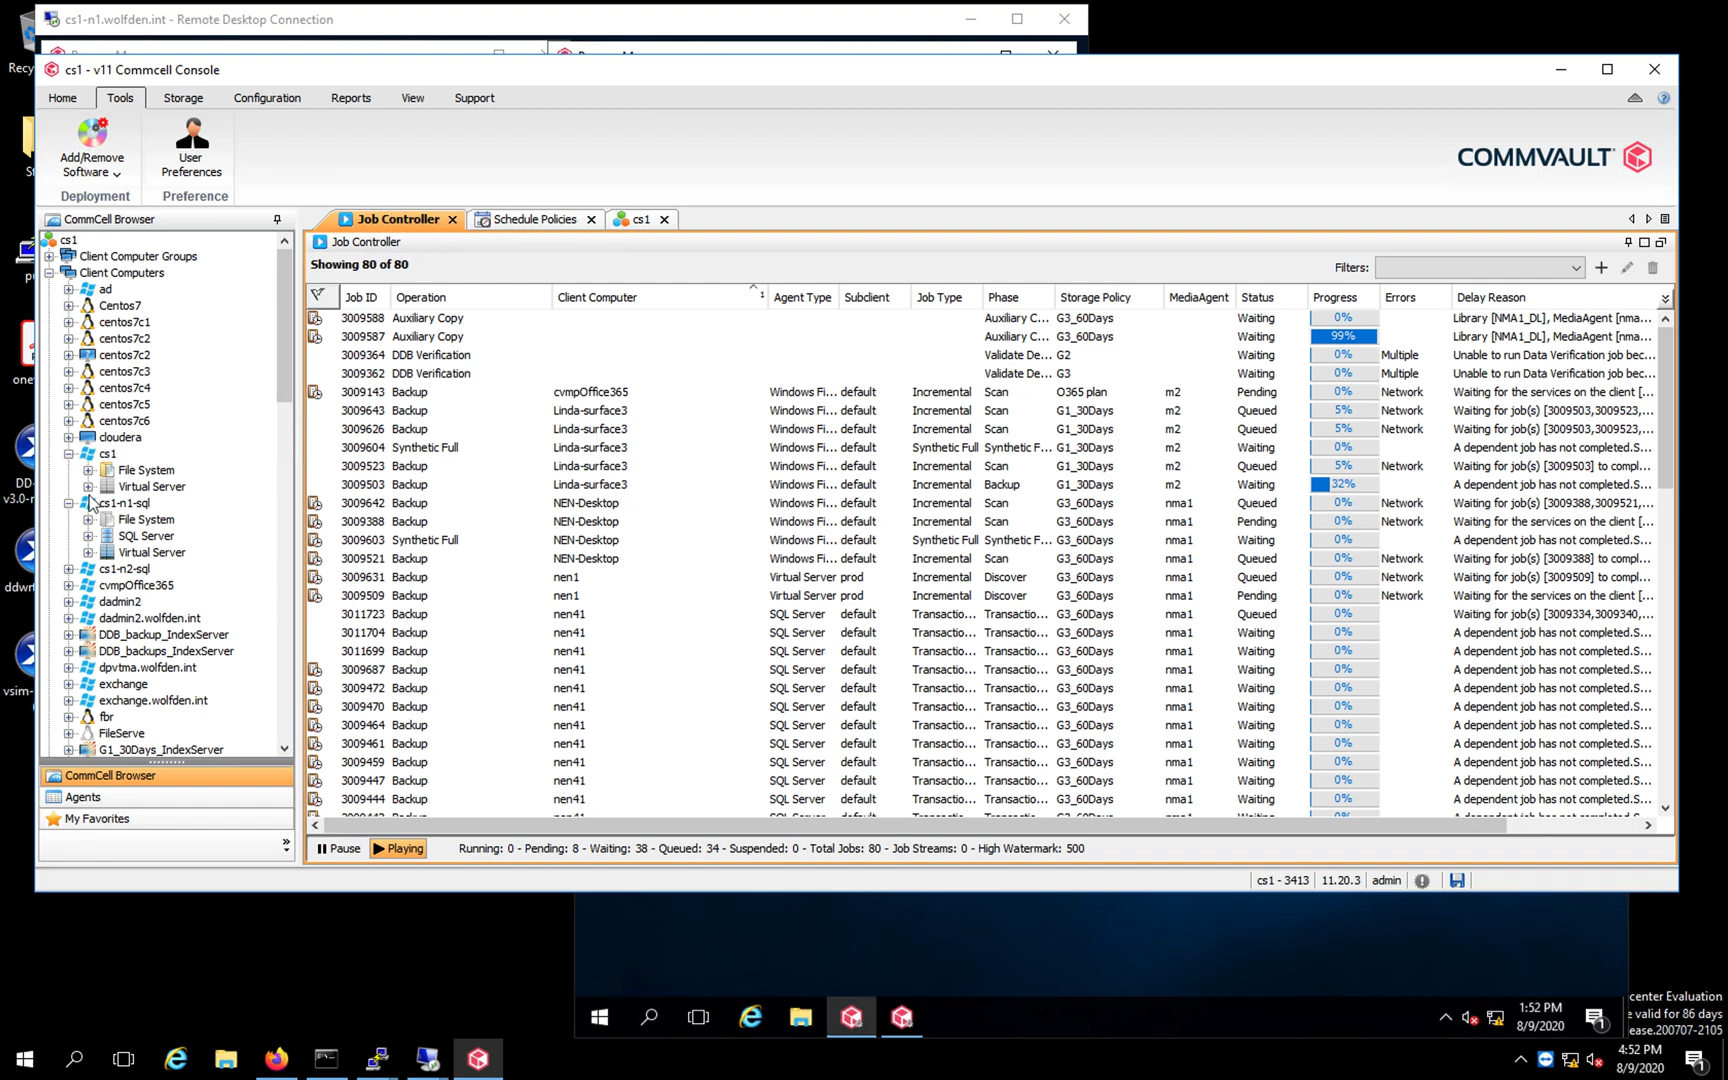 cs1-n1.wolfden.int - Remote Desktop Connection
cs1 - v11 Commcell Console
Home Tools Storage Configuration Reports View Support
Add/Remove Software
User Preferences
Deployment Preference
COMMVAULT
CommCell Browser
Job Controller Schedule Policies cs1
cs1
Client Computer Groups
Client Computers
ad
Centos7
centos7c1
centos7c2
centos7c2
centos7c3
centos7c4
centos7c5
centos7c6
cloudera
cs1
File System
Virtual Server
cs1-n1-sql
File System
SQL Server
Virtual Server
cs1-n2-sql
cvmpOffice365
dadmin2
dadmin2.wolfden.int
DDB_backup_IndexServer
DDB_backups_IndexServer
dpvtma.wolfden.int
exchange
exchange.wolfden.int
fbr
FileServe
G1_30Days_IndexServer
CommCell Browser
Agents
My Favorites
Job Controller
Showing 80 of 80
Filters:
Job ID Operation Client Computer 1 Agent Type Subclient Job Type Phase Storage Policy MediaAgent Status Progress Errors Delay Reason
3009588 Auxiliary Copy Auxiliary C... G3_60Days Waiting 0% Library [NMA1_DL], MediaAgent [nma...
3009587 Auxiliary Copy Auxiliary C... G3_60Days Waiting 99% Library [NMA1_DL], MediaAgent [nma...
3009364 DDB Verification Validate De... G2 Waiting 0% Multiple Unable to run Data Verification job bec...
3009362 DDB Verification Validate De... G3 Waiting 0% Multiple Unable to run Data Verification job bec...
3009143 Backup cvmpOffice365 Windows Fi... default Incremental Scan O365 plan m2 Pending 0% Network Waiting for the services on the client [...
3009643 Backup Linda-surface3 Windows Fi... default Incremental Scan G1_30Days m2 Queued 5% Network Waiting for job(s) [3009503,3009523,...
3009626 Backup Linda-surface3 Windows Fi... default Incremental Scan G1_30Days m2 Queued 5% Network Waiting for job(s) [3009503,3009523,...
3009604 Synthetic Full Linda-surface3 Windows Fi... default Synthetic Full Synthetic F... G1_30Days m2 Waiting 0% A dependent job has not completed.S...
3009523 Backup Linda-surface3 Windows Fi... default Incremental Scan G1_30Days m2 Queued 5% Network Waiting for job(s) [3009503] to compl...
3009503 Backup Linda-surface3 Windows Fi... default Incremental Backup G1_30Days m2 Waiting 32% A dependent job has not completed.S...
3009642 Backup NEN-Desktop Windows Fi... default Incremental Scan G3_60Days nma1 Queued 0% Network Waiting for job(s) [3009388,3009521,...
3009388 Backup NEN-Desktop Windows Fi... default Incremental Scan G3_60Days nma1 Pending 0% Network Waiting for the services on the client [...
3009603 Synthetic Full NEN-Desktop Windows Fi... default Synthetic Full Synthetic F... G3_60Days nma1 Waiting 0% A dependent job has not completed.S...
3009521 Backup NEN-Desktop Windows Fi... default Incremental Scan G3_60Days nma1 Queued 0% Network Waiting for job(s) [3009388] to compl...
3009631 Backup nen1 Virtual Server prod Incremental Discover G3_60Days nma1 Queued 0% Network Waiting for job(s) [3009509] to compl...
3009509 Backup nen1 Virtual Server prod Incremental Discover G3_60Days nma1 Pending 0% Network Waiting for the services on the client [...
3011723 Backup nen41 SQL Server default Transactio... Transactio... G3_60Days nma1 Queued 0% Waiting for job(s) [3009334,3009340,...
3011704 Backup nen41 SQL Server default Transactio... Transactio... G3_60Days nma1 Waiting 0% A dependent job has not completed.S...
3011699 Backup nen41 SQL Server default Transactio... Transactio... G3_60Days nma1 Waiting 0% A dependent job has not completed.S...
3009687 Backup nen41 SQL Server default Transactio... Transactio... G3_60Days nma1 Waiting 0% A dependent job has not completed.S...
3009472 Backup nen41 SQL Server default Transactio... Transactio... G3_60Days nma1 Waiting 0% A dependent job has not completed.S...
3009470 Backup nen41 SQL Server default Transactio... Transactio... G3_60Days nma1 Waiting 0% A dependent job has not completed.S...
3009464 Backup nen41 SQL Server default Transactio... Transactio... G3_60Days nma1 Waiting 0% A dependent job has not completed.S...
3009461 Backup nen41 SQL Server default Transactio... Transactio... G3_60Days nma1 Waiting 0% A dependent job has not completed.S...
3009459 Backup nen41 SQL Server default Transactio... Transactio... G3_60Days nma1 Waiting 0% A dependent job has not completed.S...
3009447 Backup nen41 SQL Server default Transactio... Transactio... G3_60Days nma1 Waiting 0% A dependent job has not completed.S...
3009444 Backup nen41 SQL Server default Transactio... Transactio... G3_60Days nma1 Waiting 0% A dependent job has not completed.S...
Pause Playing Running: 0 - Pending: 8 - Waiting: 38 - Queued: 34 - Suspended: 0 - Total Jobs: 80 - Job Streams: 0 - High Watermark: 500
cs1 - 3413 11.20.3 admin
1:52 PM
8/9/2020
center Evaluation
e valid for 86 days
ease.200707-2105
4:52 PM
8/9/2020